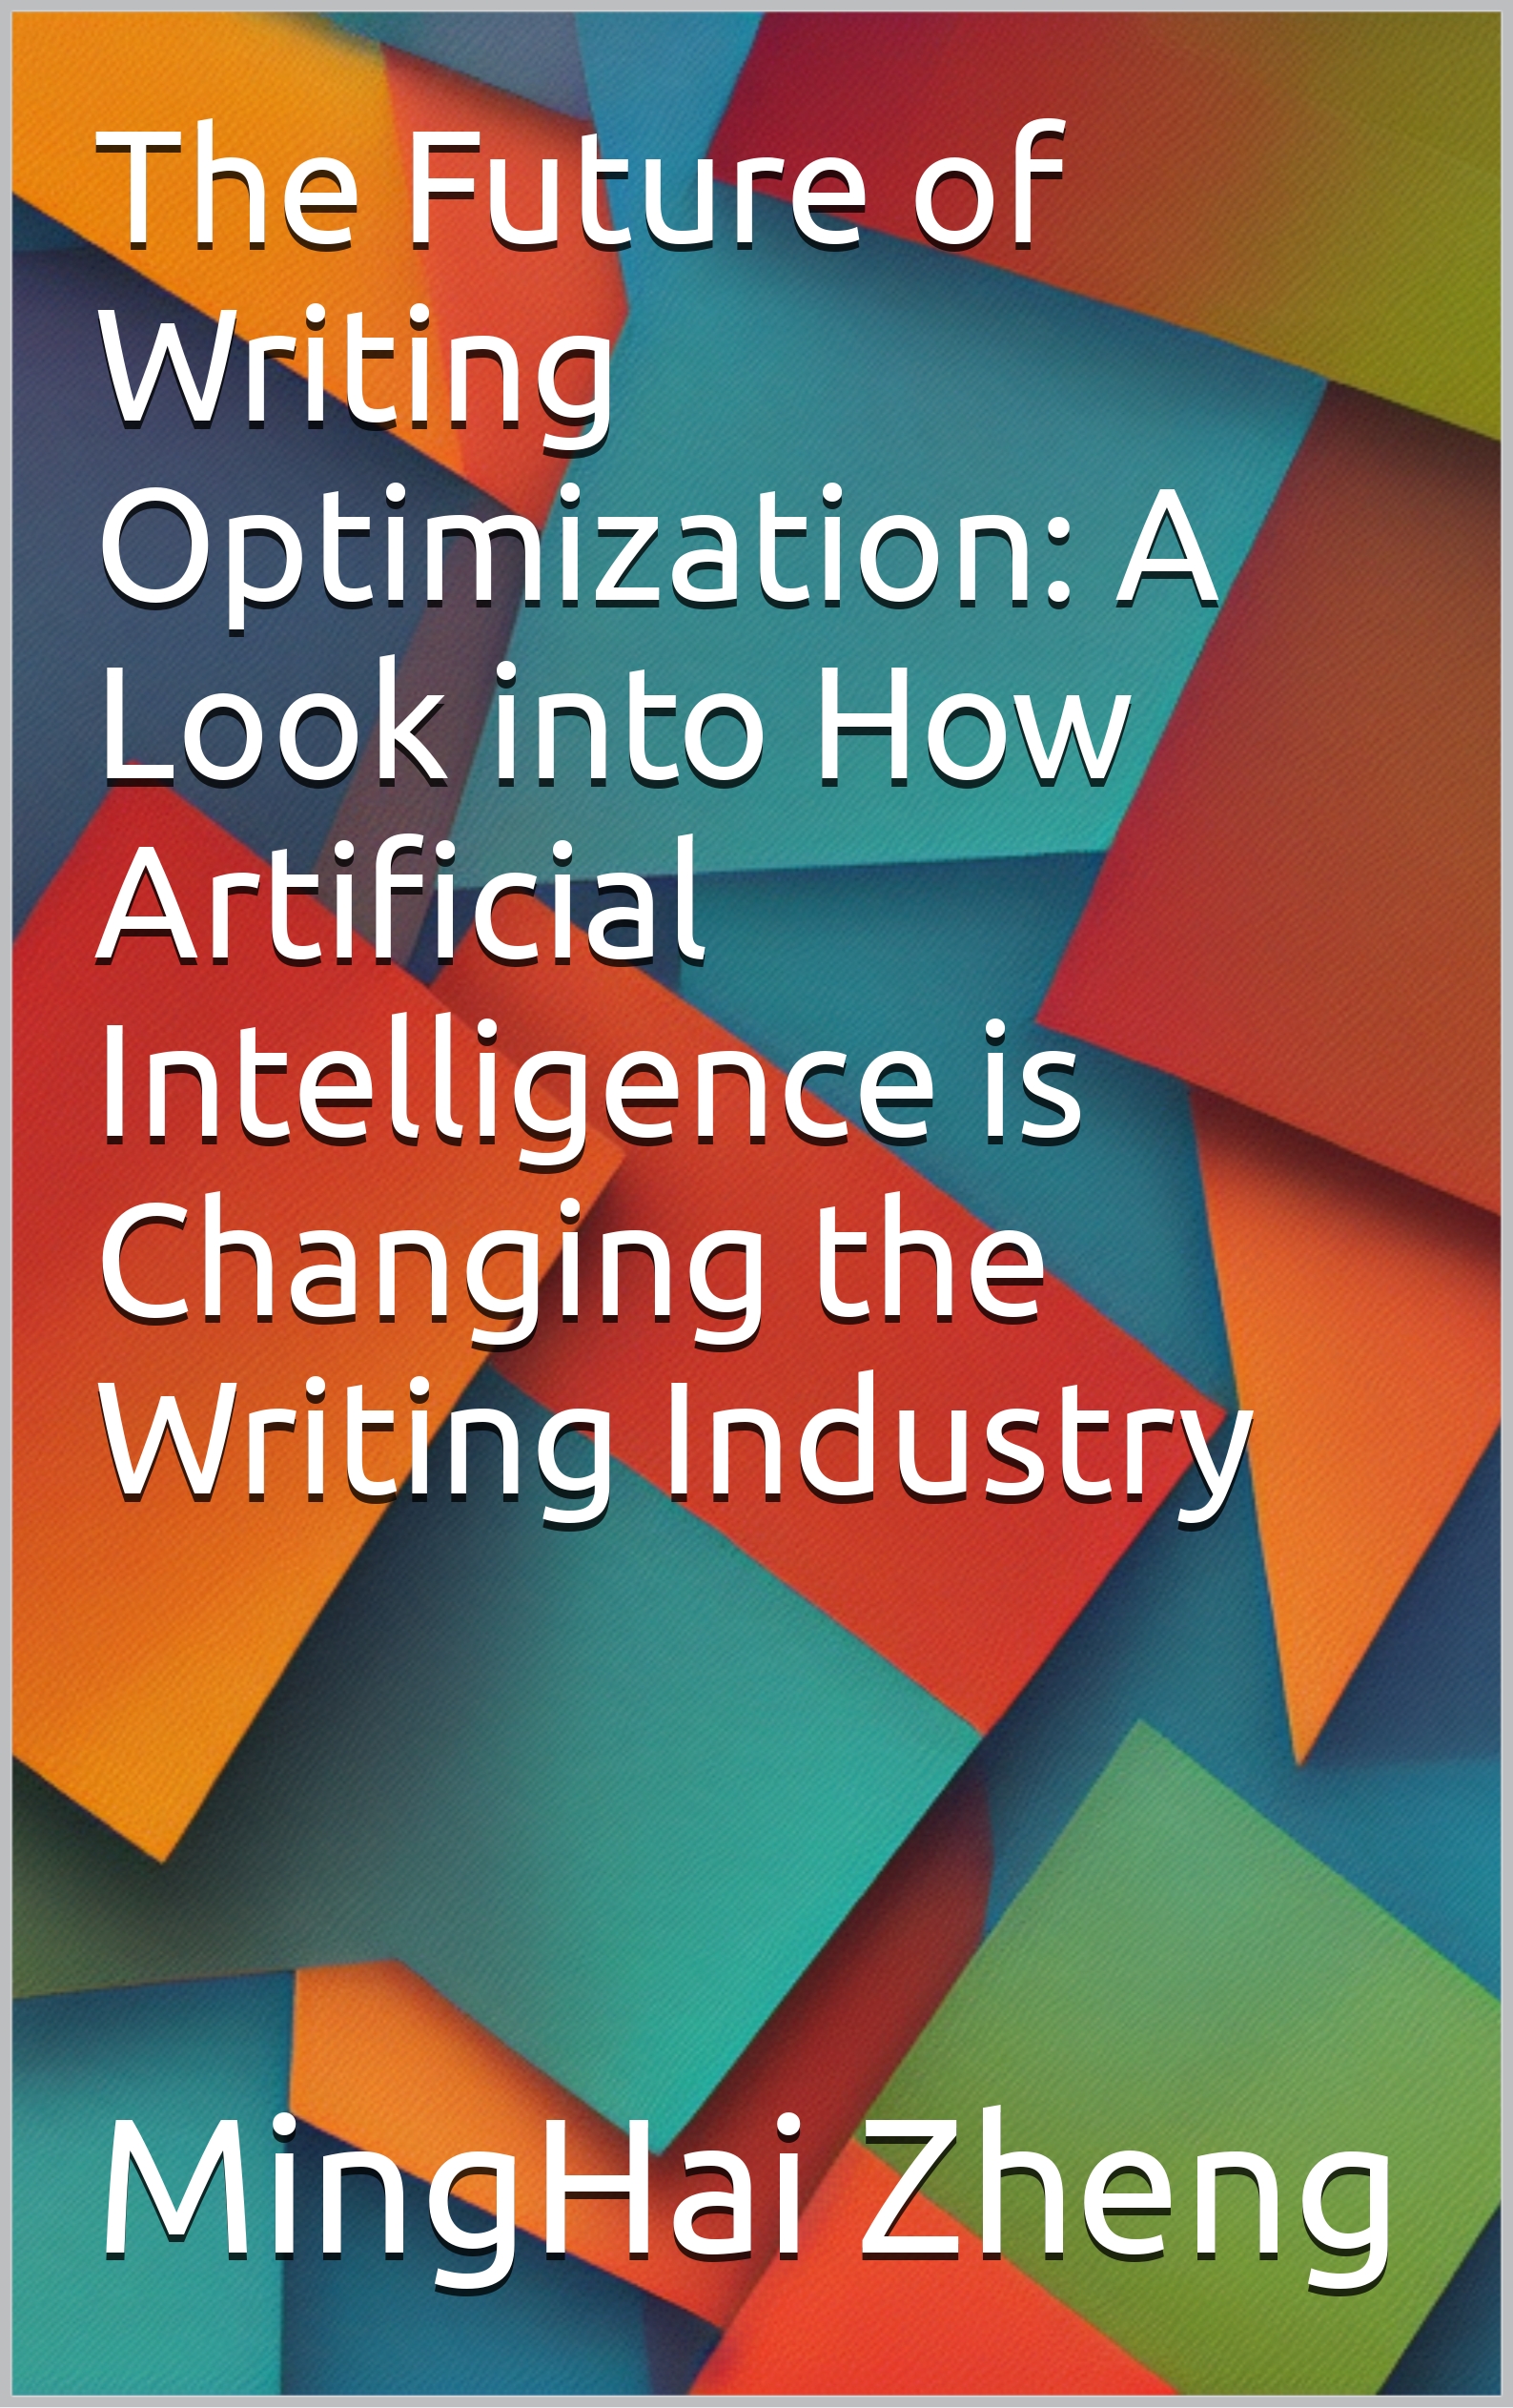 The Future of
Writing
Optimization: A
Look into How
Artificial
Intelligence is
Changing the
Writing Industry
MingHai Zheng